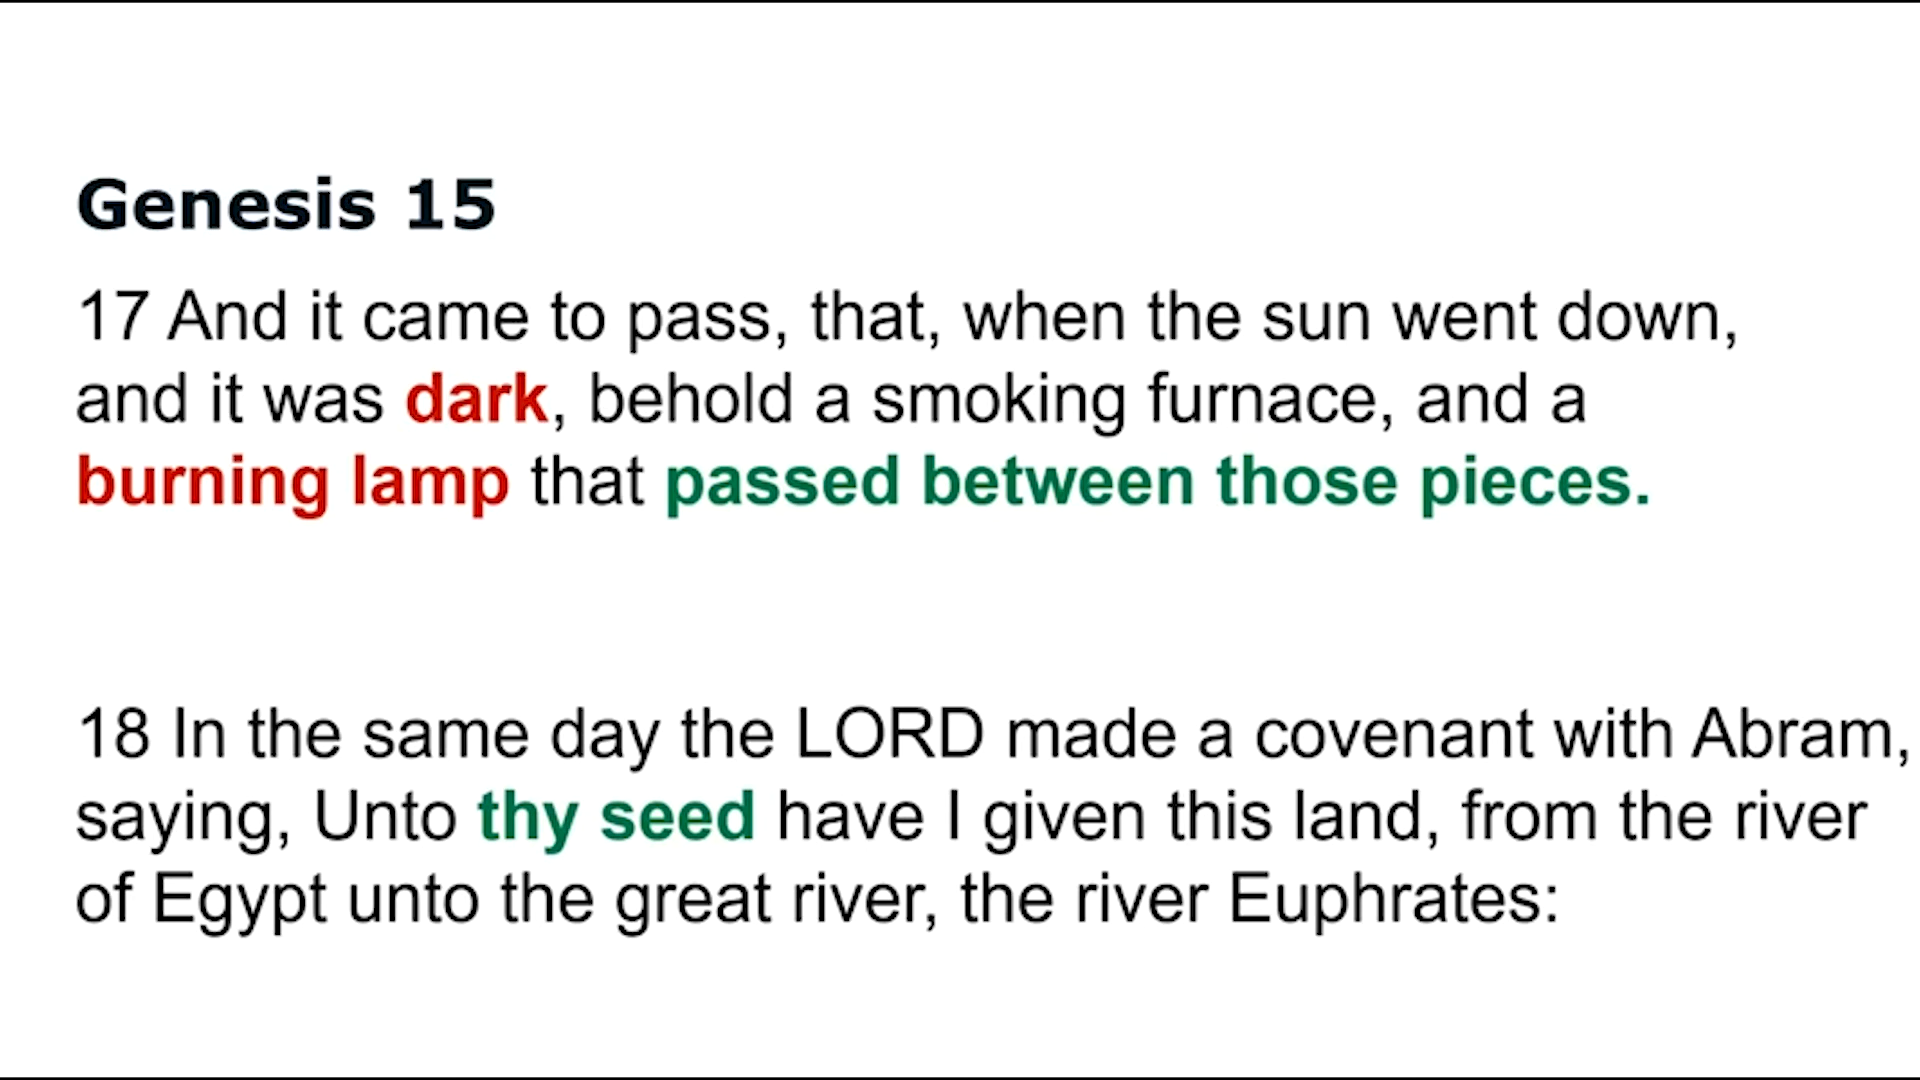 Genesis 15
17 And it came to pass, that, when the sun went down,
and it was dark, behold a smoking furnace, and a
burning lamp that passed between those pieces.
18 In the same day the LORD made a covenant with Abram,
saying, Unto thy seed have I given this land, from the river
of Egypt unto the great river, the river Euphrates: